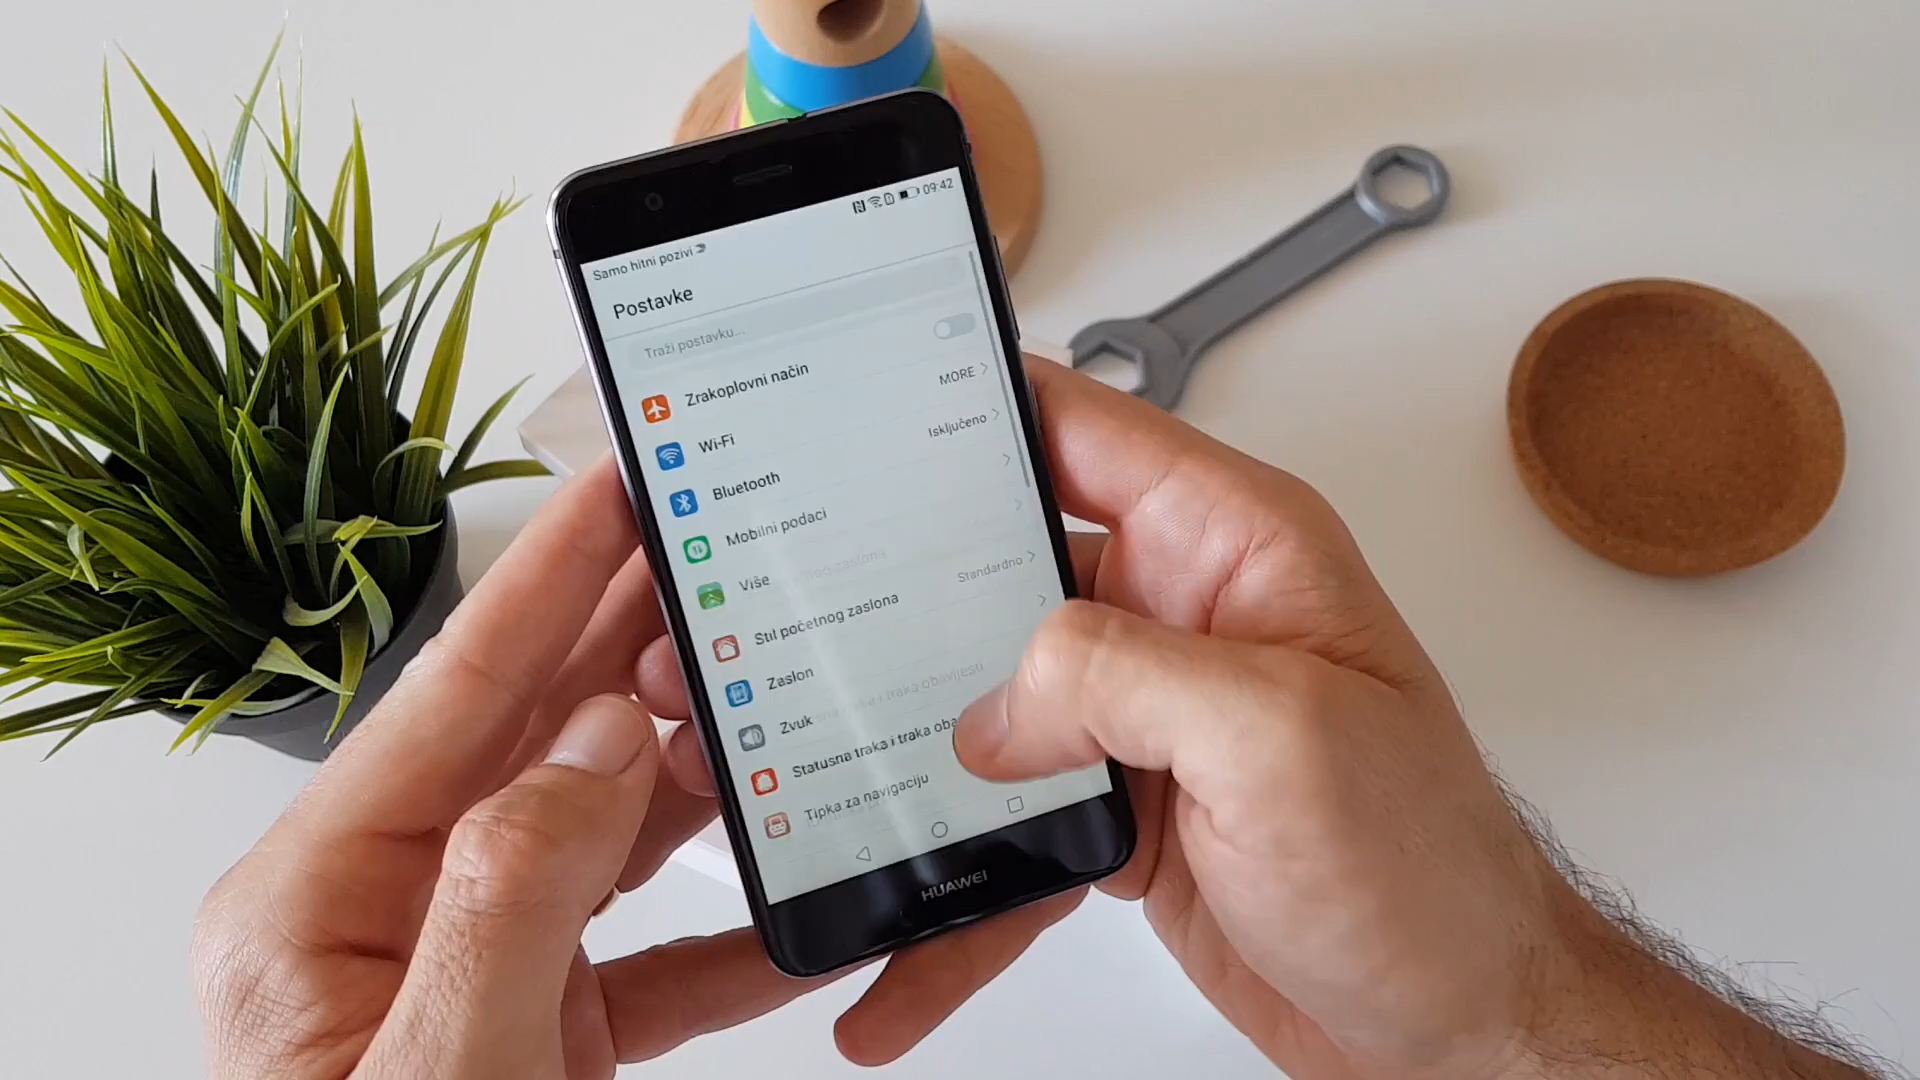 09:42
Samo hitni pozivi
Postavke
Traži postavku...
Zrakoplovni način
Wi-Fi MORE
Bluetooth Isključeno
Mobilni podaci
Više
Stil početnog zaslona Standardno
Zaslon
Zvuk
Statusna traka i traka oba
Tipka za navigaciju
HUAWEI